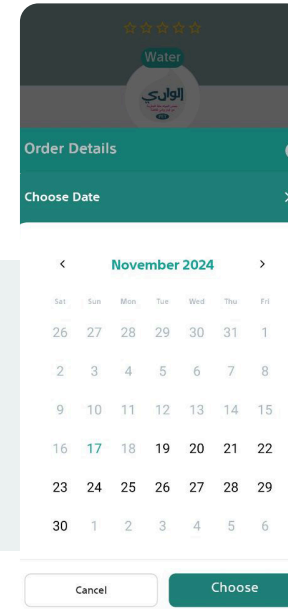 Water
الواري
Order Details
Choose Date
November 2024
Sat Sun Mon Tue Wed Thu Fri
26 27 28 29 30 31 1
2 3 4 5 6 7 8
9 10 11 12 13 14 15
16 17 18 19 20 21 22
23 24 25 26 27 28 29
30 1 2 3 4 5 6
Cancel Choose